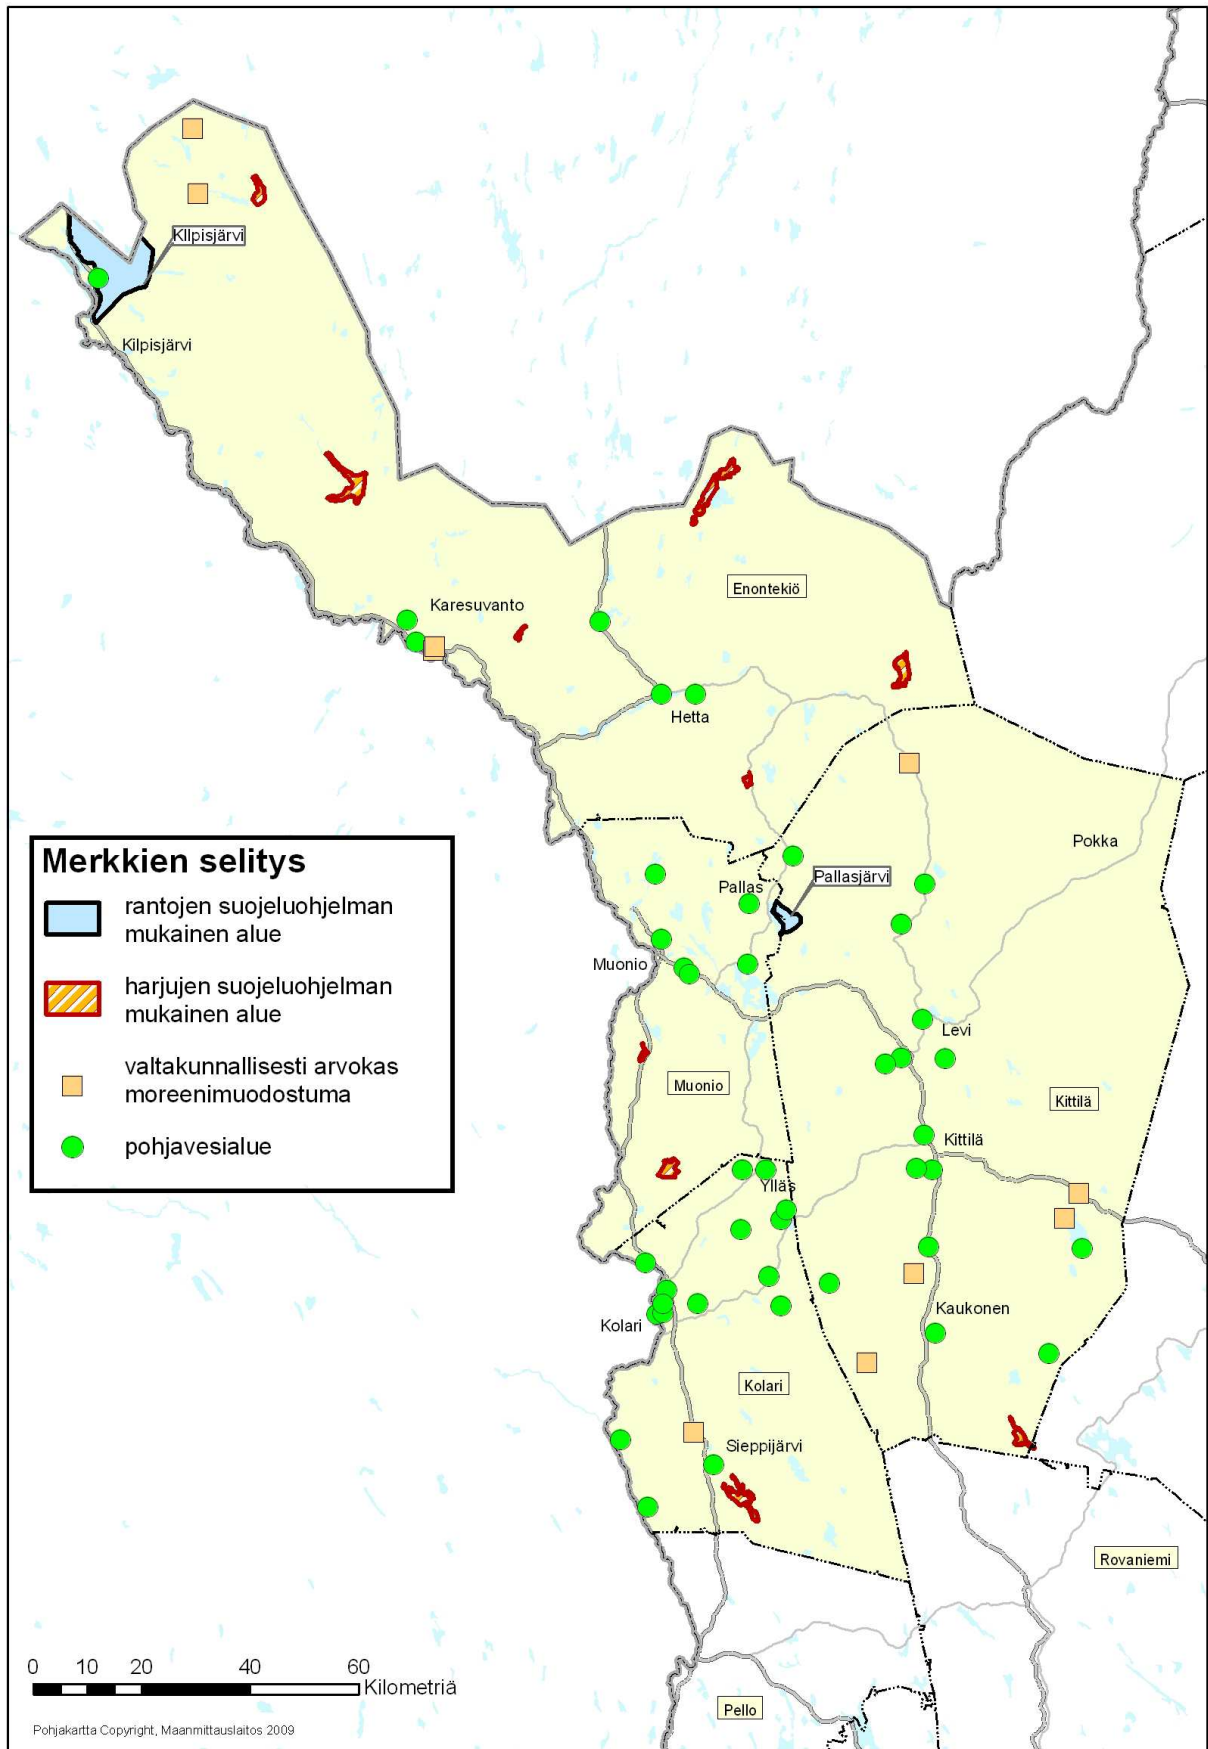 KIlpisjärvi
Kilpisjärvi
Karesuvanto
Enontekiö
Hetta
Pokka
Pallasjärvi
Pallas
Muonio
Levi
Muonio
Kittilä
Kittilä
Ylläs
Kaukonen
Kolari
Kolari
Sieppijärvi
Rovaniemi
Pello
Merkkien selitys
rantojen suojeluohjelman
mukainen alue
harjujen suojeluohjelman
mukainen alue
valtakunnallisesti arvokas
moreenimuodostuma
pohjavesialue
0 10 20 40 60
Kilometriä
Pohjakartta Copyright, Maanmittauslaitos 2009